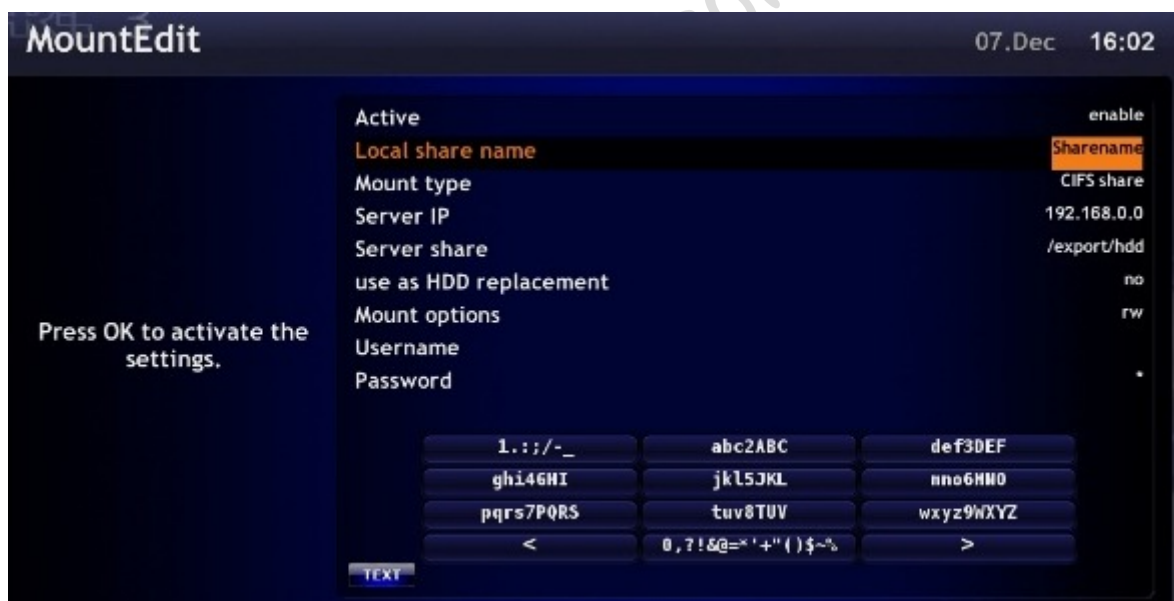 MountEdit
07.Dec 16:02
Active enable
Local share name Sharename
Mount type CIFS share
Server IP 192.168.0.0
Server share /export/hdd
use as HDD replacement no
Mount options rw
Username
Password *
Press OK to activate the
settings.
1.:;/-_ abc2ABC def3DEF
ghi4GHI jkl5JKL mno6MNO
pqrs7PQRS tuv8TUV wxyz9WXYZ
< 0,?!&@=*'+"()$~% >
TEXT